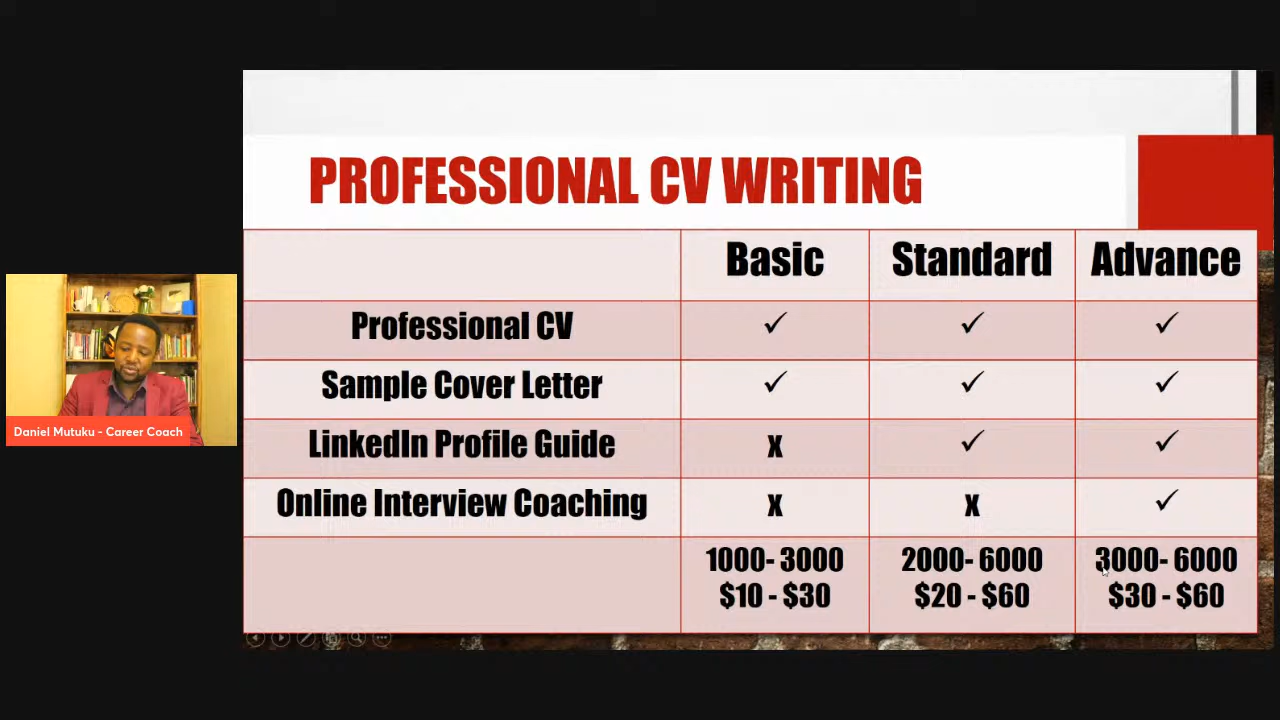 PROFESSIONAL CV WRITING
Basic Standard Advance
Professional CV ✓ ✓ ✓
Sample Cover Letter ✓ ✓ ✓
LinkedIn Profile Guide x ✓ ✓
Online Interview Coaching x x ✓
1000- 3000 2000- 6000 3000- 6000
$10 - $30 $20 - $60 $30 - $60
Daniel Mutuku - Career Coach